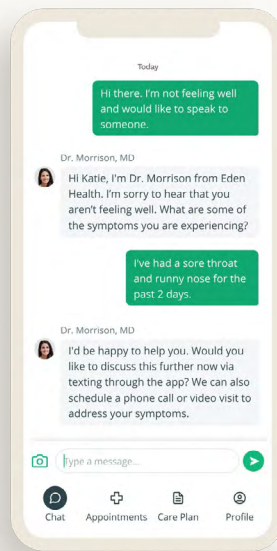 Today
Hi there. I'm not feeling well
and would like to speak to
someone.
Dr. Morrison, MD
Hi Katie, I'm Dr. Morrison from Eden
Health. I'm sorry to hear that you
aren't feeling well. What are some of
the symptoms you are experiencing?
I've had a sore throat
and runny nose for the
past 2 days.
Dr. Morrison, MD
I'd be happy to help you. Would you
like to discuss this further now via
texting through the app? We can also
schedule a phone call or video visit to
address your symptoms.
Type a message...
Chat Appointments Care Plan Profile